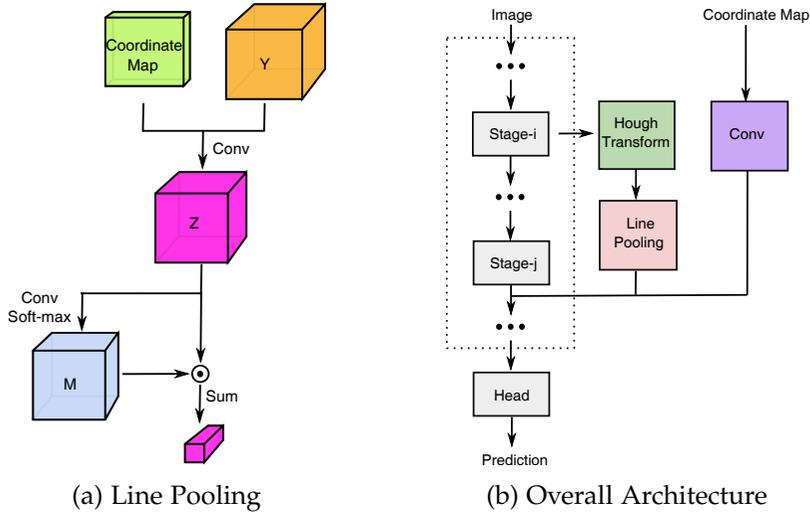 Coordinate
Map
Y
Conv
Z
Conv
Soft-max
M
Sum
(a) Line Pooling
Image
Coordinate Map
Stage-i
Hough
Transform
Conv
Line
Pooling
Stage-j
Head
Prediction
(b) Overall Architecture